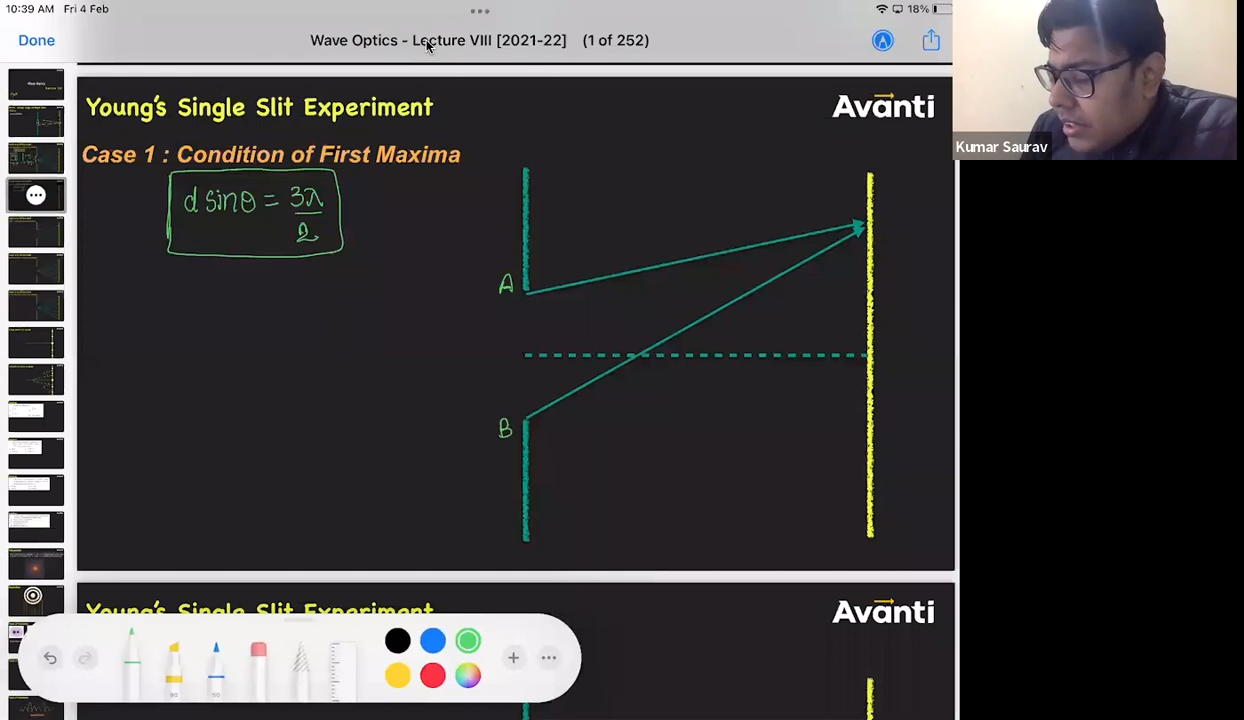 10:39 AM Fri 4 Feb
18%
Done
Wave Optics - Lecture VIII [2021-22] (1 of 252)
Young's Single Slit Experiment
Avanti
Kumar Saurav
Case 1 : Condition of First Maxima
d sinθ = 3λ/2
A
B
Young's Single Slit Experiment
Avanti